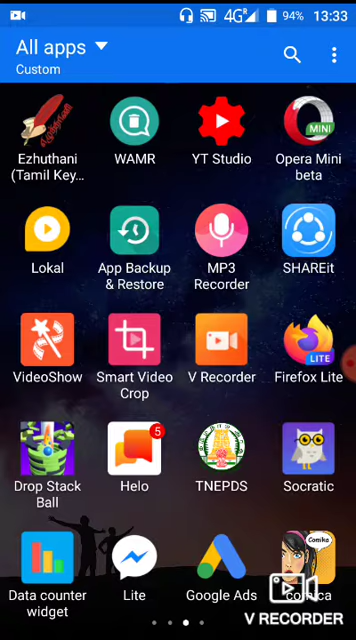 4G R 94% 13:33
All apps
Custom
Ezhuthani WAMR YT Studio Opera Mini
(Tamil Key… beta
MINI
Lokal App Backup MP3 SHAREit
& Restore Recorder
VideoShow Smart Video V Recorder Firefox Lite
Crop
LITE
5
Drop Stack Helo TNEPDS Socratic
Ball
Comika
Data counter Lite Google Ads comica
widget
V RECORDER